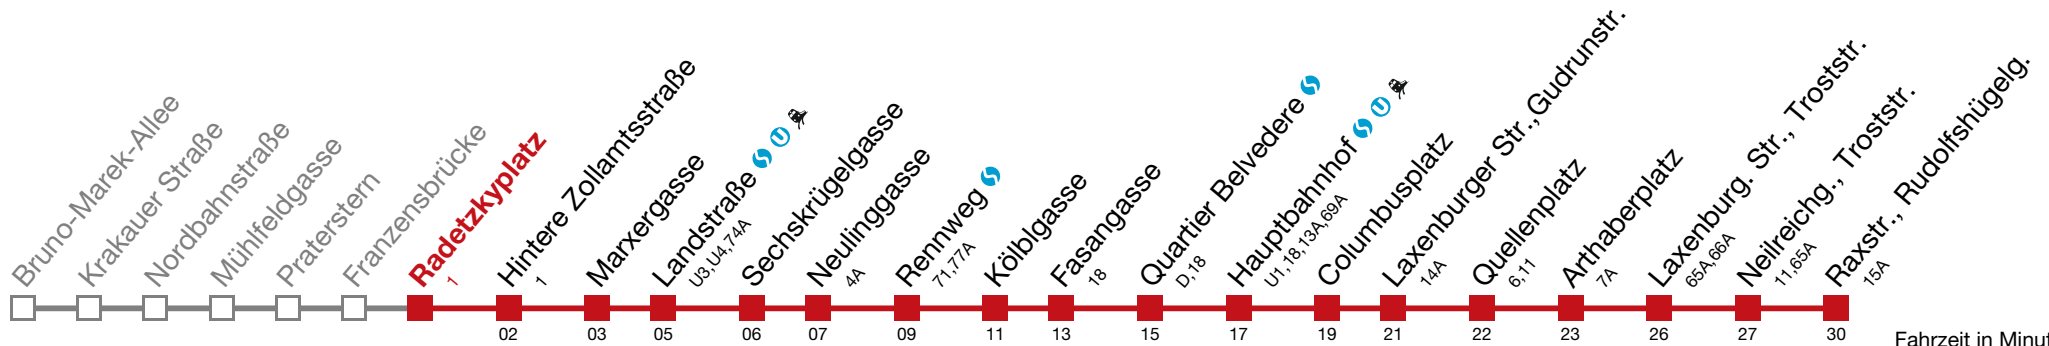 Bruno-Marek-Allee
Krakauer Straße
Nordbahnstraße
Mühlfeldgasse
Praterstern
Franzensbrücke
Radetzkyplatz
1
Hintere Zollamtsstraße
1
02
Marxergasse
03
Landstraße
U3, U4, 74A
05
Sechskrügelgasse
06
Neulinggasse
4A
07
Rennweg
71, 77A
09
Kölblgasse
11
Fasangasse
18
13
Quartier Belvedere
D, 18
15
Hauptbahnhof
U1, 18, 13A, 69A
17
Columbusplatz
19
Laxenburger Str., Gudrunstr.
14A
21
Quellenplatz
6, 11
22
Arthaberplatz
7A
23
Laxenburg. Str., Troststr.
65A, 66A
26
Neilreichg., Troststr.
11, 65A
27
Raxstr., Rudolfshügelg.
15A
30
Fahrzeit in Minut